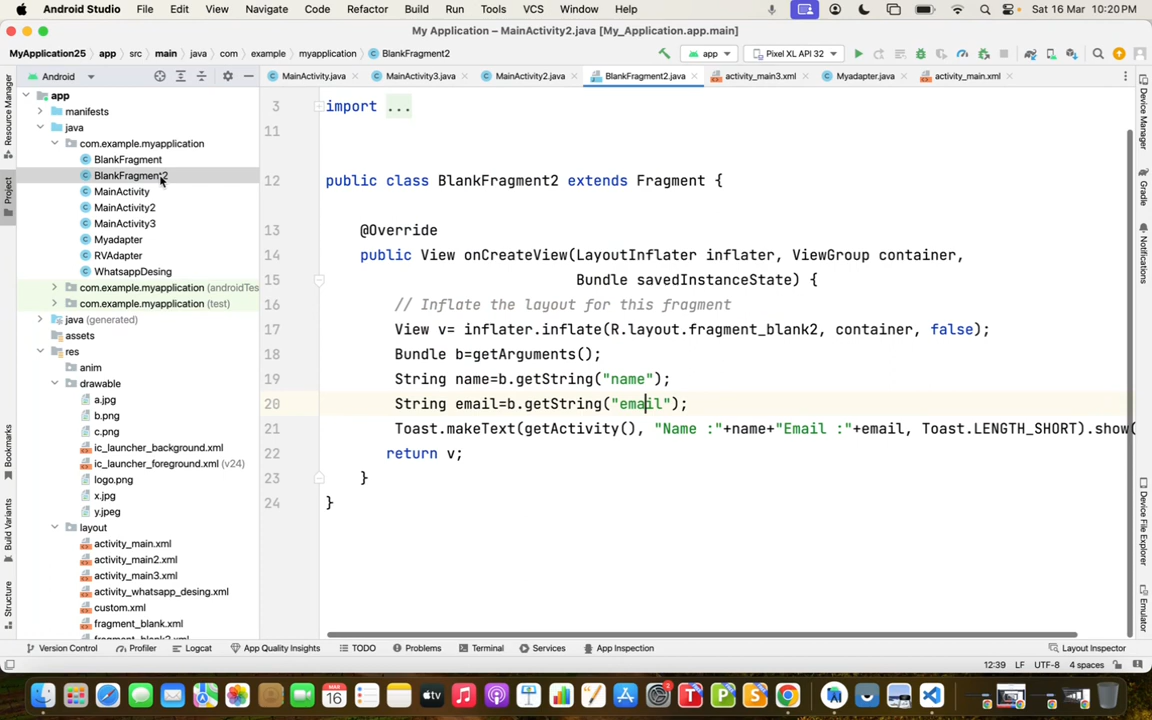 Android Studio File Edit View Navigate Code Refactor Build Run Tools VCS Window Help Sat 16 Mar 10:20PM
My Application – MainActivity2.java [My_Application.app.main]
MyApplication25 app src main java com example myapplication BlankFragment2 app Pixel XL API 32
Android MainActivity.java MainActivity3.java MainActivity2.java BlankFragment2.java activity_main3.xml Myadapter.java activity_main.xml
app
manifests
java
com.example.myapplication
BlankFragment
BlankFragment2
MainActivity
MainActivity2
MainActivity3
Myadapter
RVAdapter
WhatsappDesing
com.example.myapplication (androidTes
com.example.myapplication (test)
java (generated)
assets
res
anim
drawable
a.jpg
b.png
c.png
ic_launcher_background.xml
ic_launcher_foreground.xml (v24)
logo.png
x.jpg
y.jpeg
layout
activity_main.xml
activity_main2.xml
activity_main3.xml
activity_whatsapp_desing.xml
custom.xml
fragment_blank.xml
fragment_blank2.xml
3 import ...
11
12 public class BlankFragment2 extends Fragment {
13 @Override
14 public View onCreateView(LayoutInflater inflater, ViewGroup container,
15 Bundle savedInstanceState) {
16 // Inflate the layout for this fragment
17 View v= inflater.inflate(R.layout.fragment_blank2, container, false);
18 Bundle b=getArguments();
19 String name=b.getString("name");
20 String email=b.getString("email");
21 Toast.makeText(getActivity(), "Name :"+name+"Email :"+email, Toast.LENGTH_SHORT).show(
22 return v;
23 }
24 }
Resource Manager
Project
Bookmarks
Build Variants
Structure
Device Manager
Gradle
Notifications
Device File Explorer
Emulator
Version Control Profiler Logcat App Quality Insights TODO Problems Terminal Services App Inspection Layout Inspector
12:39 LF UTF-8 4 spaces
MAR
16
tv
T P S